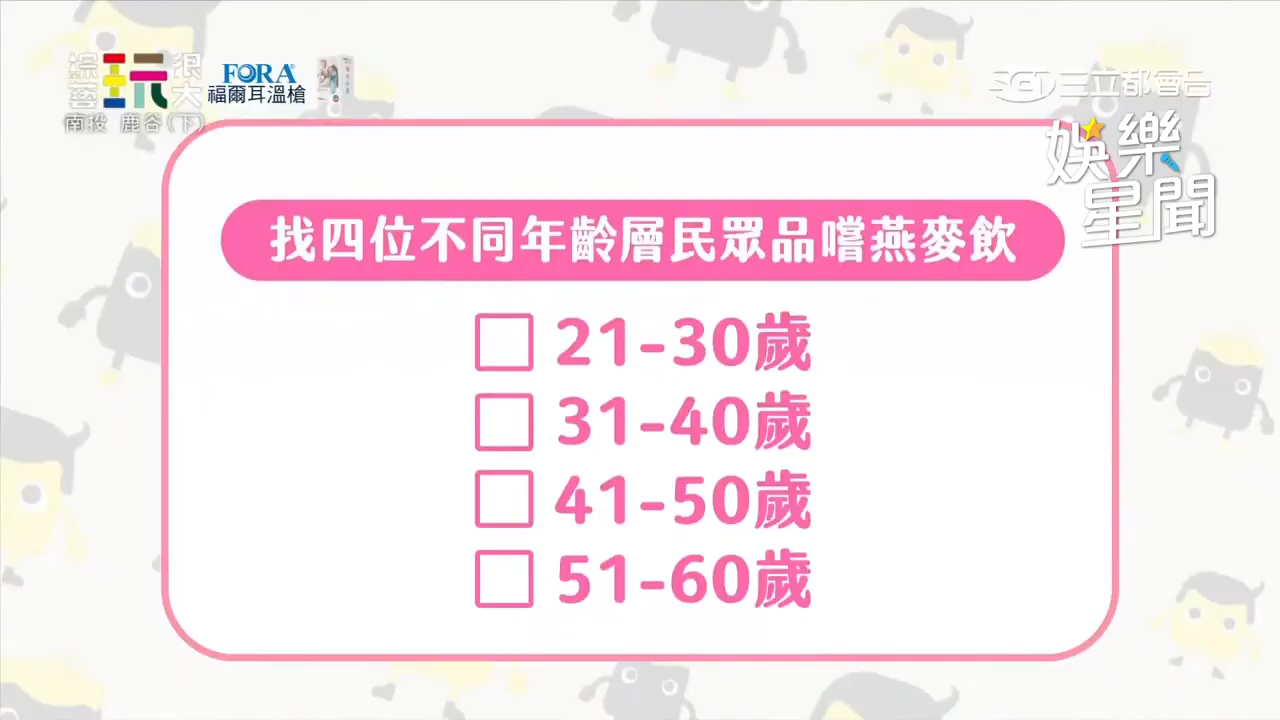 綜藝玩很大
南投 鹿谷(下)
FORA
福爾耳溫槍
SET三立都會台
娛樂星聞
找四位不同年齡層民眾品嚐燕麥飲
21-30歲
31-40歲
41-50歲
51-60歲